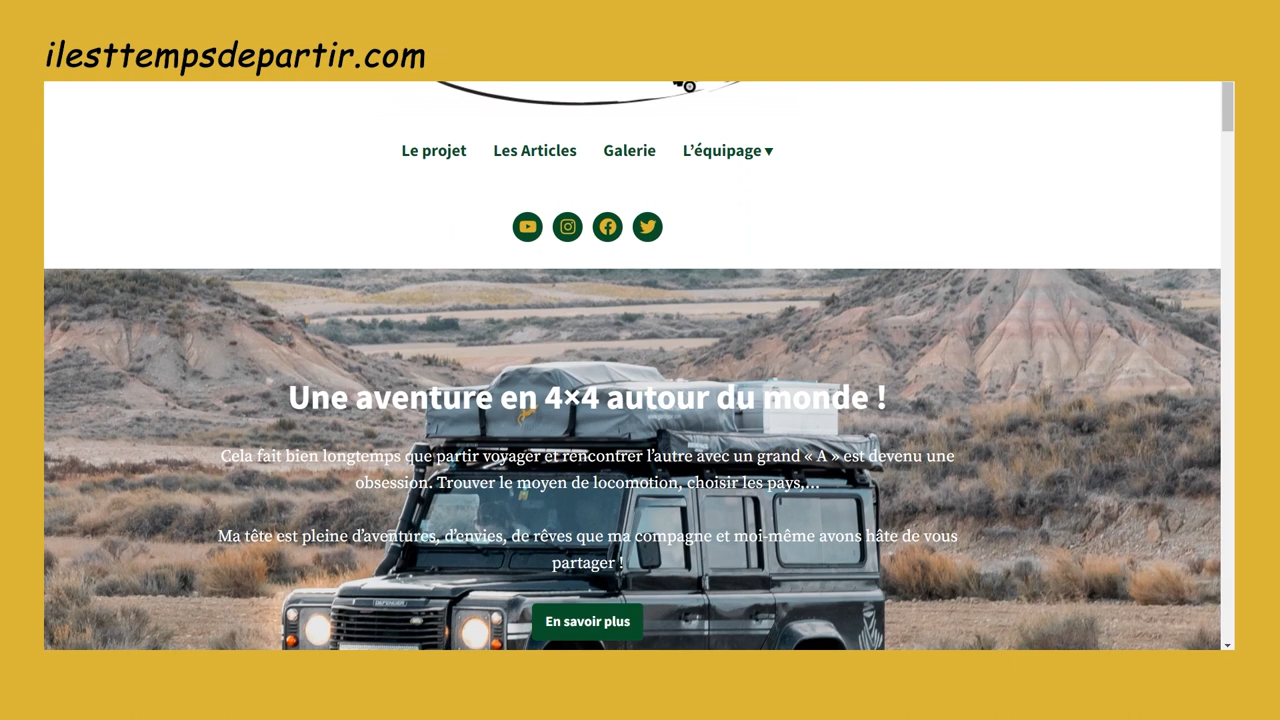 ilesttempsdepartir.com
Le projet Les Articles Galerie L'équipage ▾
Une aventure en 4×4 autour du monde !
Cela fait bien longtemps que partir voyager et rencontrer l'autre avec un grand « A » est devenu une
obsession. Trouver le moyen de locomotion, choisir les pays,…
Ma tête est pleine d'aventures, d'envies, de rêves que ma compagne et moi-même avons hâte de vous
partager !
DEFENDER
En savoir plus